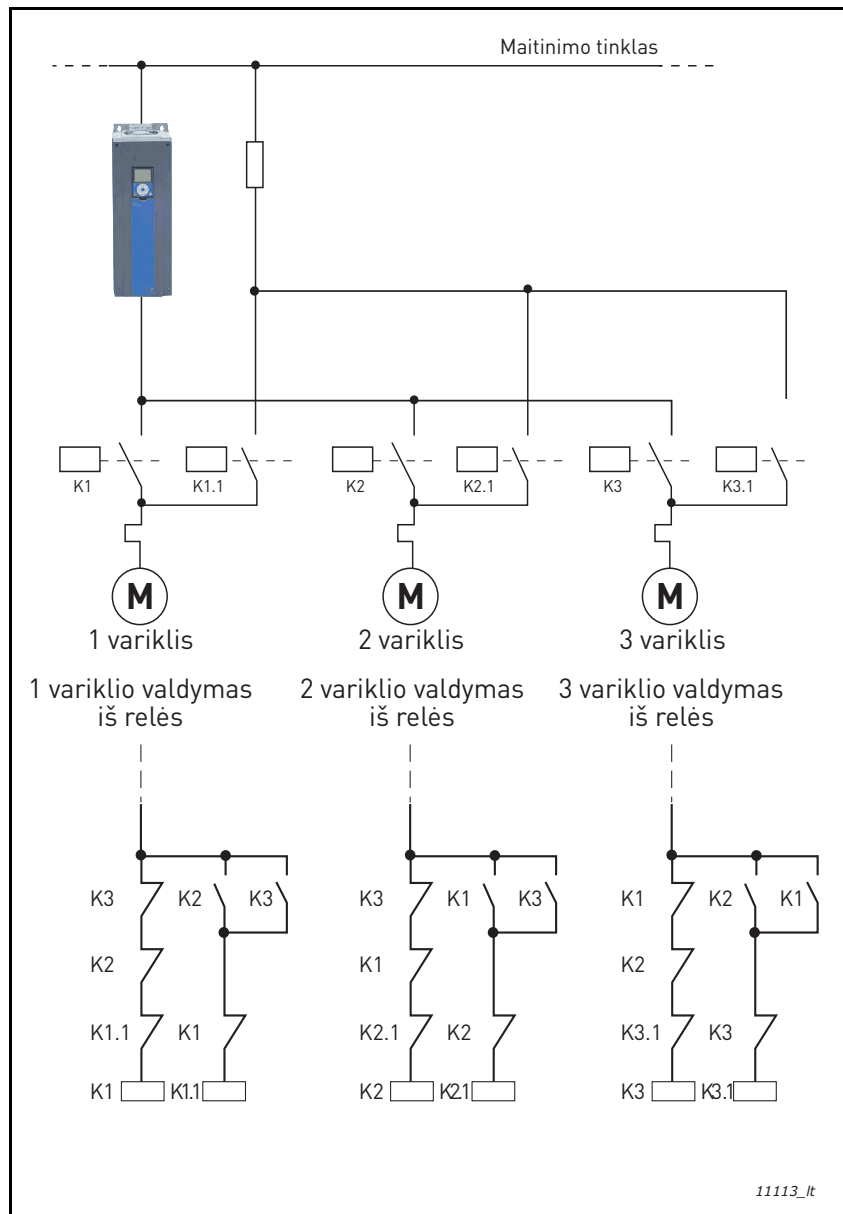 Maitinimo tinklas
K1 K1.1 K2 K2.1 K3 K3.1
M M M
1 variklis 2 variklis 3 variklis
1 variklio valdymas 2 variklio valdymas 3 variklio valdymas
iš relės iš relės iš relės
K3 K2 K3 K3 K1 K3 K1 K2 K1
K2 K1 K2
K1.1 K1 K2.1 K2 K3.1 K3
K1 K1.1 K2 K2.1 K3 K3.1
11113_lt